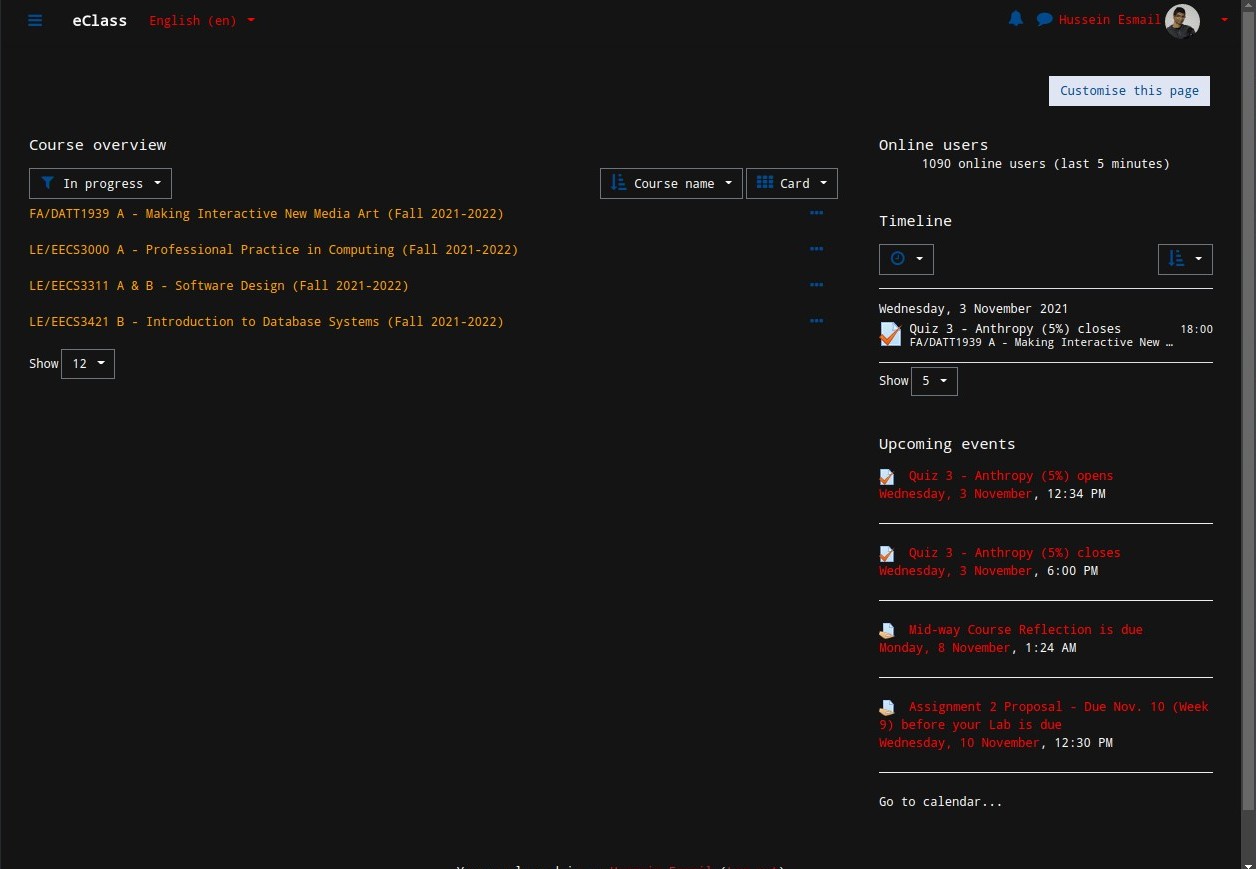 eClass
English (en)
Hussein Esmail
Customise this page
Course overview
In progress
Course name
Card
FA/DATT1939 A - Making Interactive New Media Art (Fall 2021-2022)
LE/EECS3000 A - Professional Practice in Computing (Fall 2021-2022)
LE/EECS3311 A & B - Software Design (Fall 2021-2022)
LE/EECS3421 B - Introduction to Database Systems (Fall 2021-2022)
Show 12
Online users
1090 online users (last 5 minutes)
Timeline
Wednesday, 3 November 2021
Quiz 3 - Anthropy (5%) closes 18:00
FA/DATT1939 A - Making Interactive New …
Show 5
Upcoming events
Quiz 3 - Anthropy (5%) opens
Wednesday, 3 November, 12:34 PM
Quiz 3 - Anthropy (5%) closes
Wednesday, 3 November, 6:00 PM
Mid-way Course Reflection is due
Monday, 8 November, 1:24 AM
Assignment 2 Proposal - Due Nov. 10 (Week
9) before your Lab is due
Wednesday, 10 November, 12:30 PM
Go to calendar...